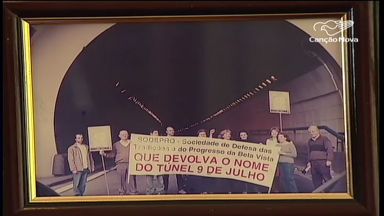 Canção Nova
SODEPRO - Sociedade de Defesa das
Tradições e do Progresso da Bela Vista
QUE DEVOLVA O NOME
DO TÚNEL 9 DE JULHO